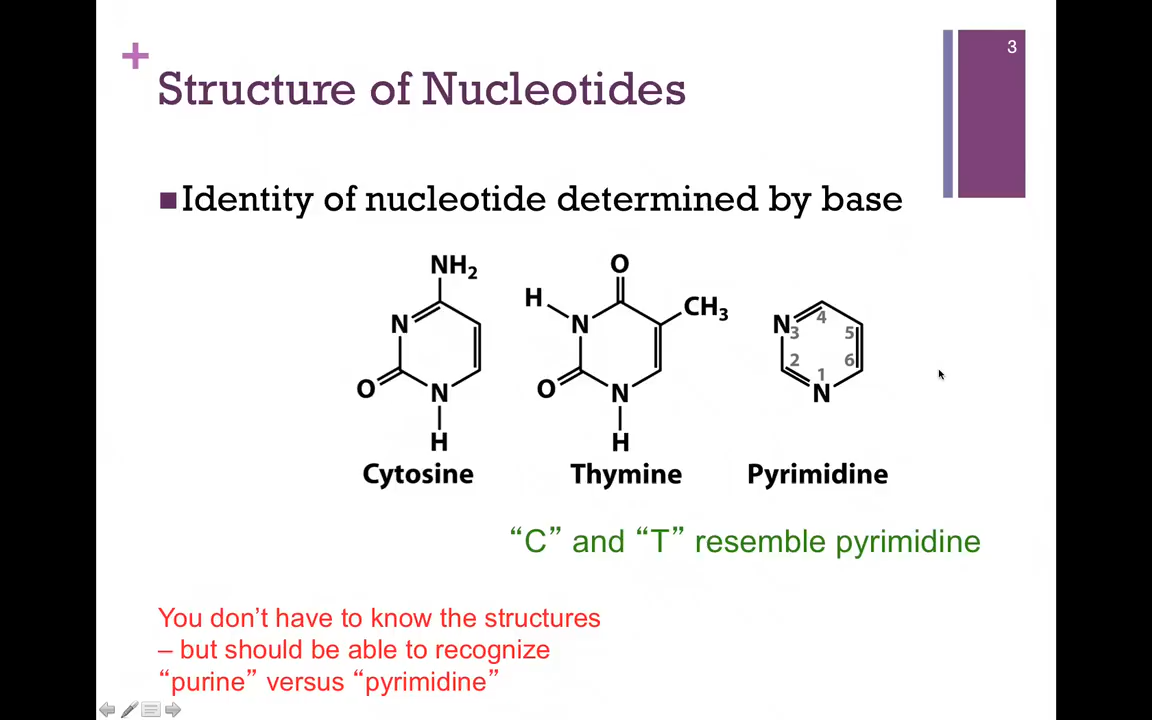 3
+
Structure of Nucleotides
Identity of nucleotide determined by base
NH₂
N
O
N
H
Cytosine
O
H
N
CH₃
O
N
H
Thymine
N
3
4
5
2
1
6
N
Pyrimidine
“C” and “T” resemble pyrimidine
You don’t have to know the structures
– but should be able to recognize
“purine” versus “pyrimidine”